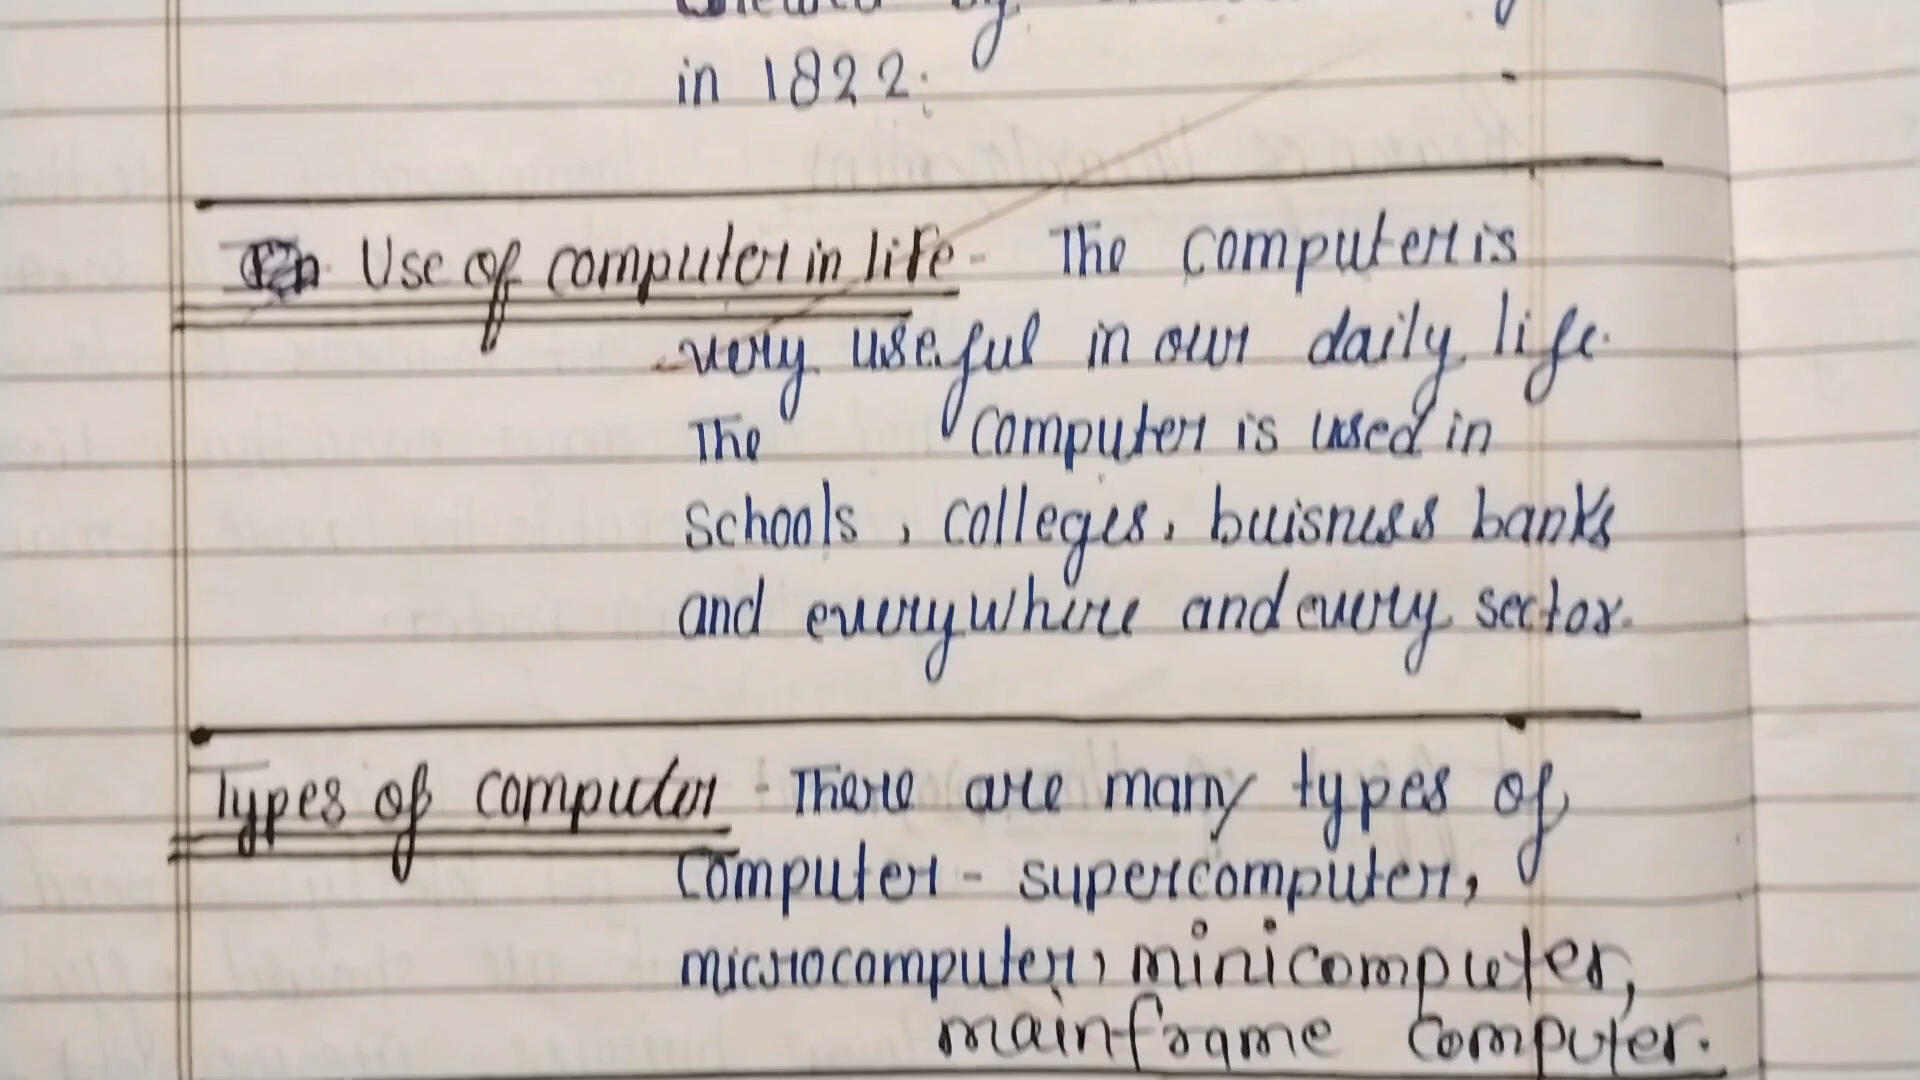 by
in 1822.
Use of computer in life - The computer is
very useful in our daily life.
The computer is used in
schools, colleges, buisness banks
and everywhere and every sector.
Types of computer - There are many types of
computer - supercomputer,
microcomputer, minicomputer,
mainframe computer.